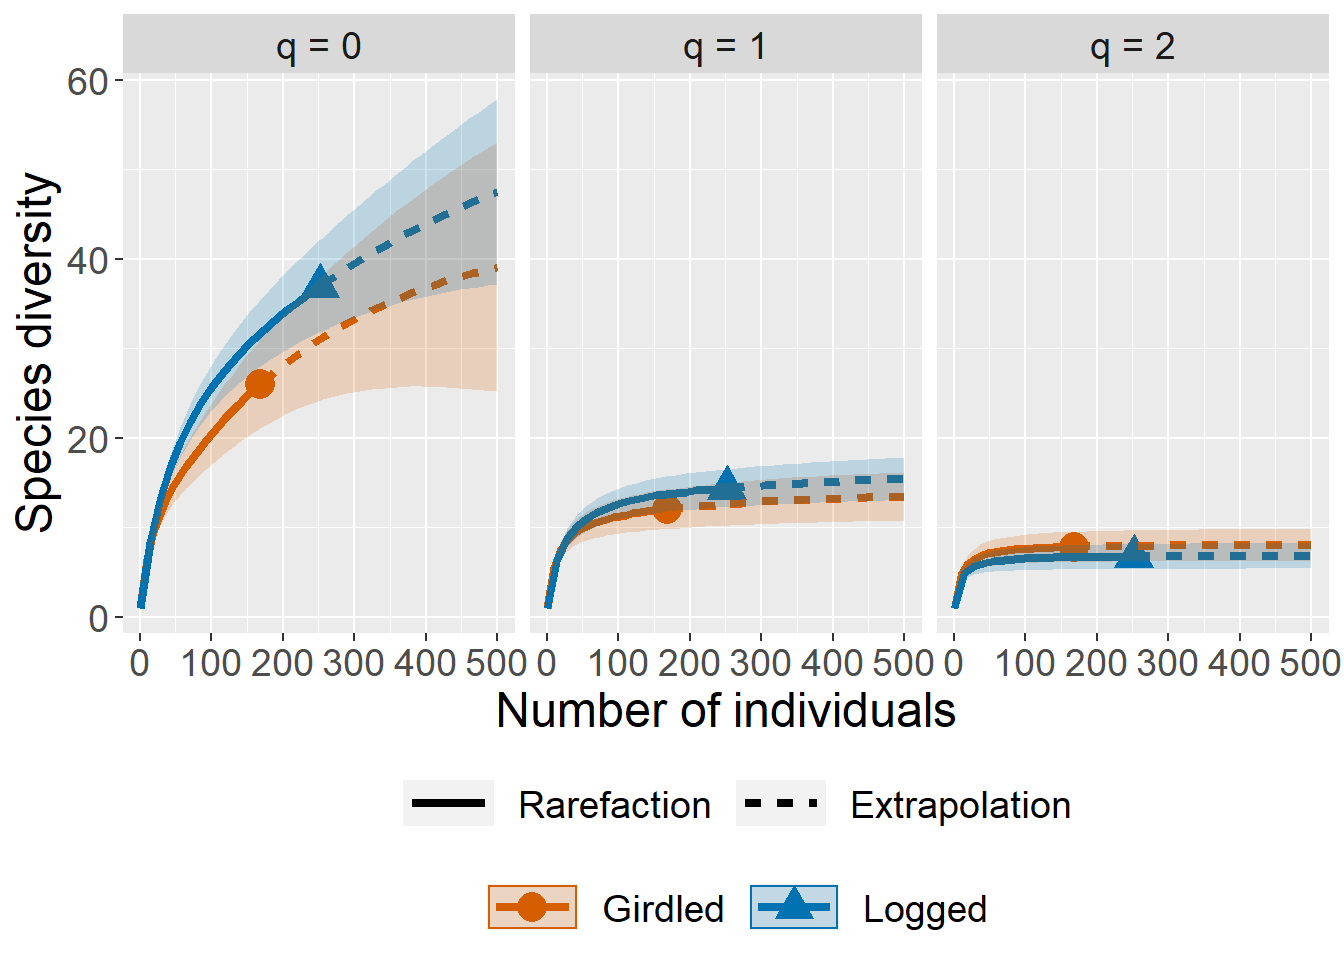 q = 0
q = 1
q = 2
Species diversity
60
40
20
0
0 100 200 300 400 500
0 100 200 300 400 500
0 100 200 300 400 500
Number of individuals
Rarefaction
Extrapolation
Girdled
Logged